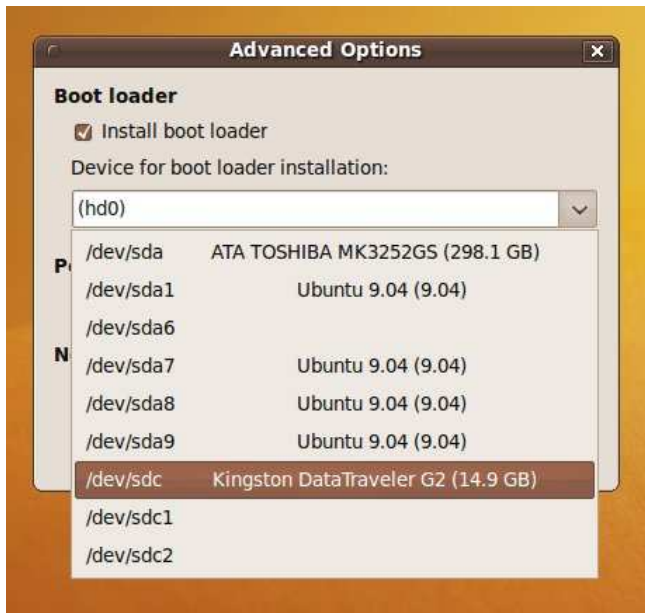 Advanced Options
Boot loader
Install boot loader
Device for boot loader installation:
(hd0)
/dev/sda ATA TOSHIBA MK3252GS (298.1 GB)
/dev/sda1 Ubuntu 9.04 (9.04)
/dev/sda6
/dev/sda7 Ubuntu 9.04 (9.04)
/dev/sda8 Ubuntu 9.04 (9.04)
/dev/sda9 Ubuntu 9.04 (9.04)
/dev/sdc Kingston DataTraveler G2 (14.9 GB)
/dev/sdc1
/dev/sdc2